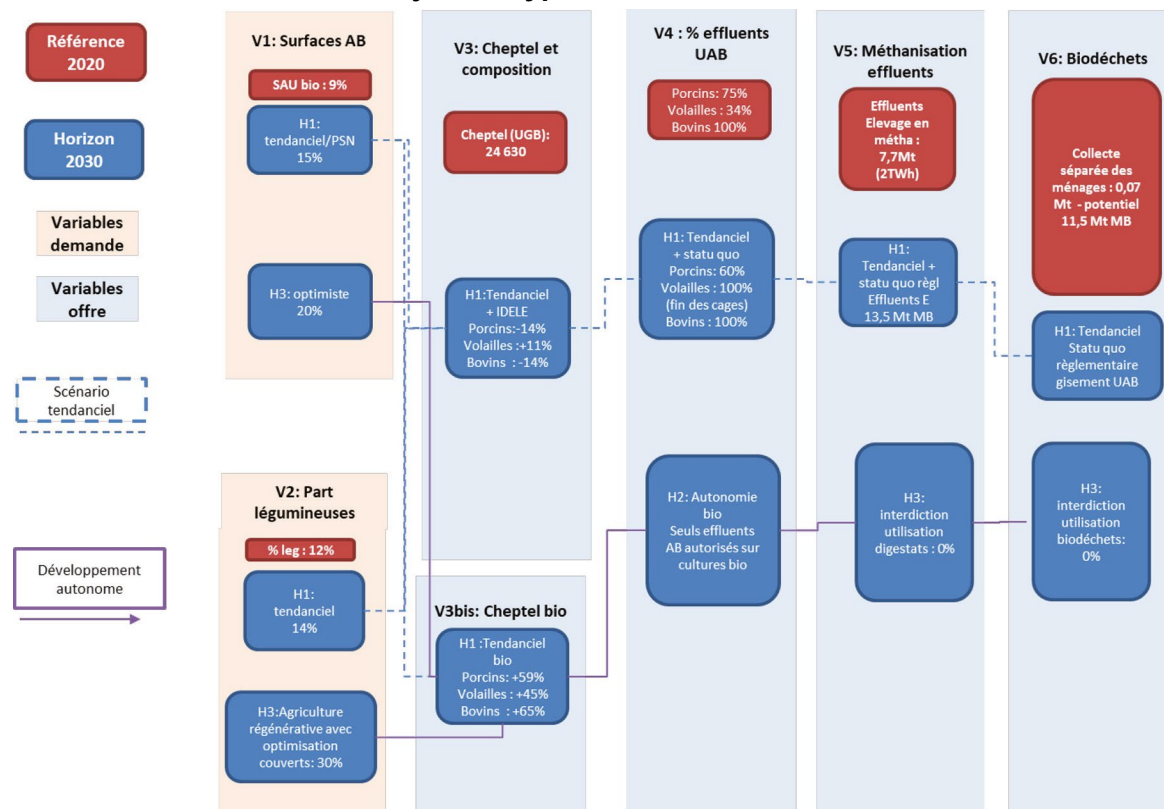 Référence
2020
Horizon
2030
Variables
demande
Variables
offre
Scénario
tendanciel
Développement
autonome
V1: Surfaces AB
SAU bio : 9%
H1:
tendanciel/PSN
15%
H3: optimiste
20%
V2: Part
légumineuses
% leg : 12%
H1:
tendanciel
14%
H3:Agriculture
régénérative avec
optimisation
couverts: 30%
V3: Cheptel et
composition
Cheptel (UGB):
24 630
H1:Tendanciel
+ IDELE
Porcins:-14%
Volailles :+11%
Bovins : -14%
V3bis: Cheptel bio
H1 :Tendanciel
bio
Porcins: +59%
Volailles : +45%
Bovins : +65%
V4 : % effluents
UAB
Porcins: 75%
Volailles : 34%
Bovins 100%
H1: Tendanciel
+ statu quo
Porcins: 60%
Volailles : 100%
(fin des cages)
Bovins : 100%
H2: Autonomie
bio
Seuls effluents
AB autorisés sur
cultures bio
V5: Méthanisation
effluents
Effluents
Elevage en
métha :
7,7Mt
(2TWh)
H1:
Tendanciel +
statu quo règl
Effluents E
13,5 Mt MB
H3:
interdiction
utilisation
digestats : 0%
V6: Biodéchets
Collecte
séparée des
ménages : 0,07
Mt - potentiel
11,5 Mt MB
H1: Tendanciel
Statu quo
règlementaire
gisement UAB
H3:
interdiction
utilisation
biodéchets:
0%